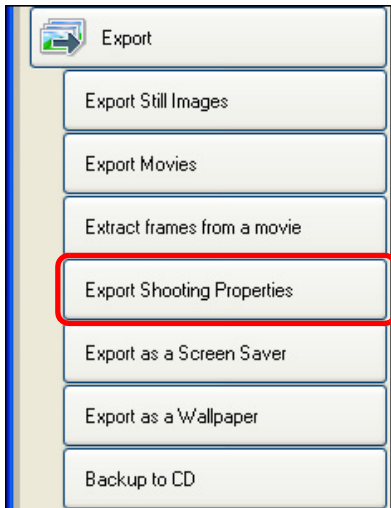 Export
Export Still Images
Export Movies
Extract frames from a movie
Export Shooting Properties
Export as a Screen Saver
Export as a Wallpaper
Backup to CD